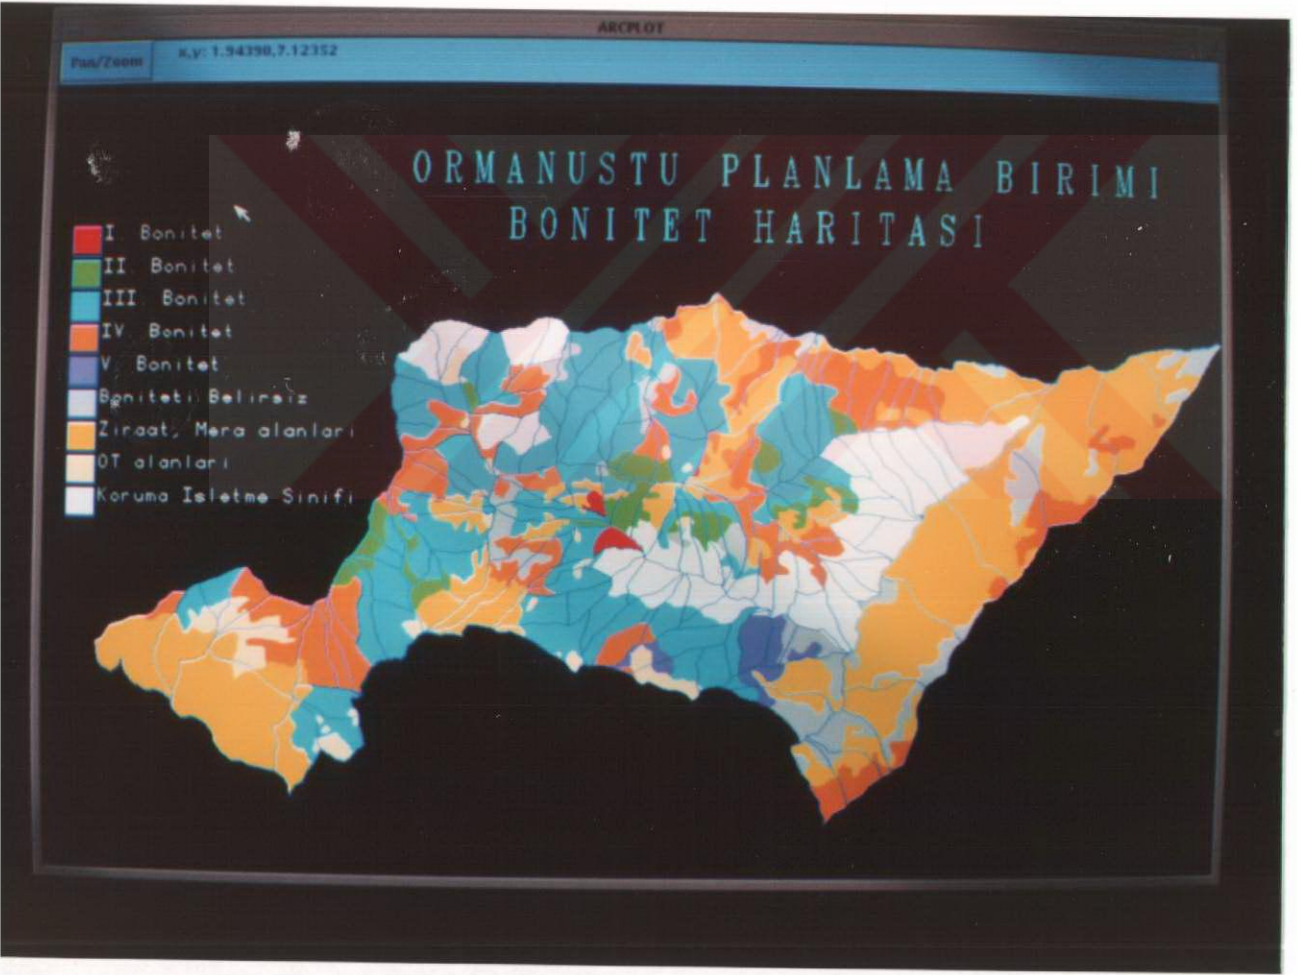 ARCPLOT
Pan/Zoom
x,y: 1.94390,7.12352
ORMANUSTU PLANLAMA BIRIMI
BONITET HARITASI
I. Bonitet
II. Bonitet
III. Bonitet
IV. Bonitet
V. Bonitet
Boniteti Belirsiz
Ziraat, Mera alanlari
OT alanlari
Koruma Isletme Sinifi